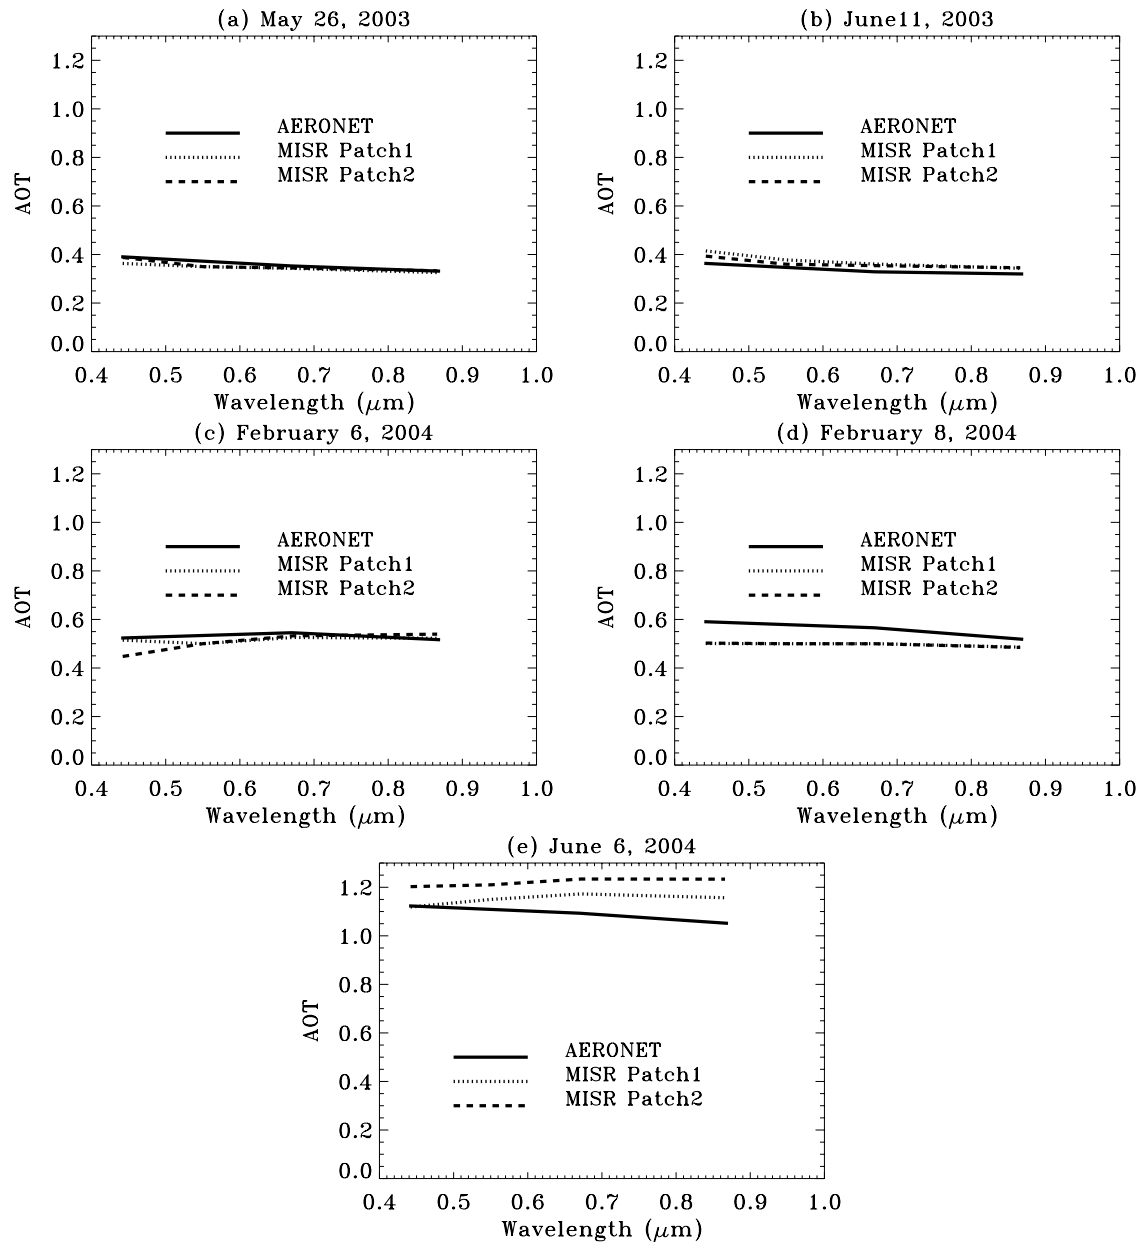 (a) May 26, 2003
1.2
1.0
0.8
0.6
0.4
0.2
0.0
AOT
AERONET
MISR Patch1
MISR Patch2
0.4 0.5 0.6 0.7 0.8 0.9 1.0
Wavelength (μm)
(b) June11, 2003
1.2
1.0
0.8
0.6
0.4
0.2
0.0
AOT
AERONET
MISR Patch1
MISR Patch2
0.4 0.5 0.6 0.7 0.8 0.9 1.0
Wavelength (μm)
(c) February 6, 2004
1.2
1.0
0.8
0.6
0.4
0.2
0.0
AOT
AERONET
MISR Patch1
MISR Patch2
0.4 0.5 0.6 0.7 0.8 0.9 1.0
Wavelength (μm)
(d) February 8, 2004
1.2
1.0
0.8
0.6
0.4
0.2
0.0
AOT
AERONET
MISR Patch1
MISR Patch2
0.4 0.5 0.6 0.7 0.8 0.9 1.0
Wavelength (μm)
(e) June 6, 2004
1.2
1.0
0.8
0.6
0.4
0.2
0.0
AOT
AERONET
MISR Patch1
MISR Patch2
0.4 0.5 0.6 0.7 0.8 0.9 1.0
Wavelength (μm)